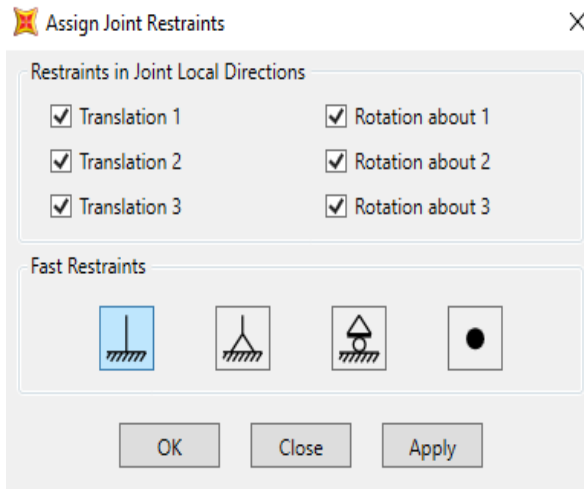 Assign Joint Restraints
Restraints in Joint Local Directions
Translation 1
Rotation about 1
Translation 2
Rotation about 2
Translation 3
Rotation about 3
Fast Restraints
OK
Close
Apply